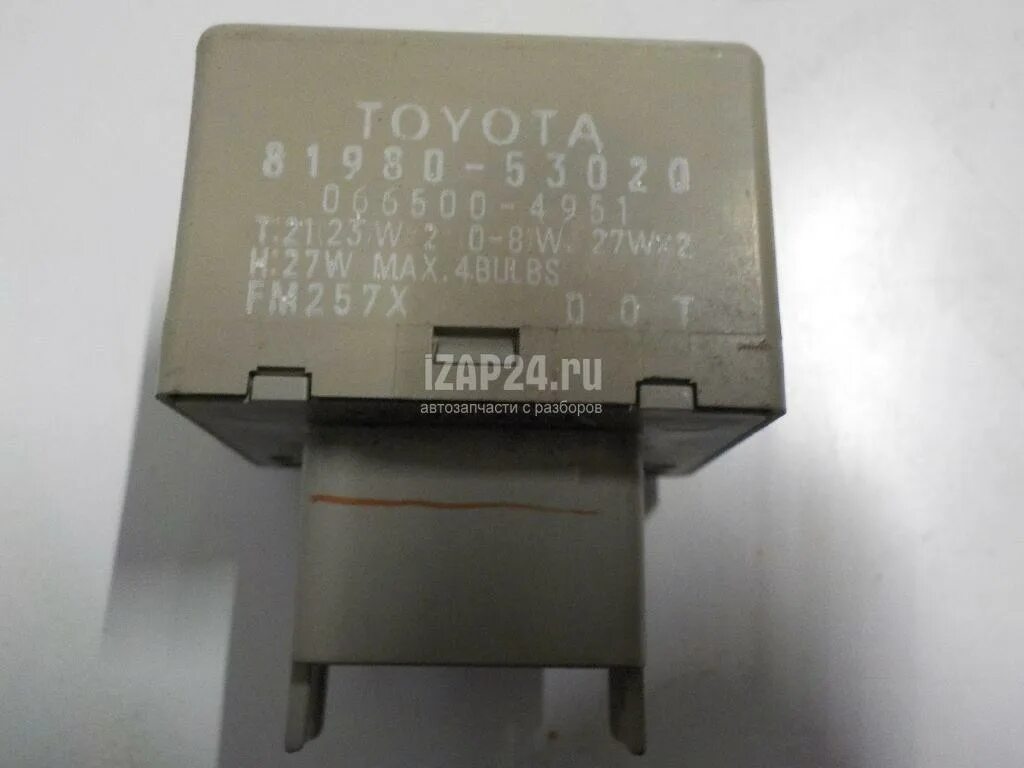 TOYOTA
81980-53020
066500-4951
T:21/23W×2 0-8W 27W×2
H:27W MAX.4BULBS
FM257X DOT
iZAP24.ru
автозапчасти с разборов